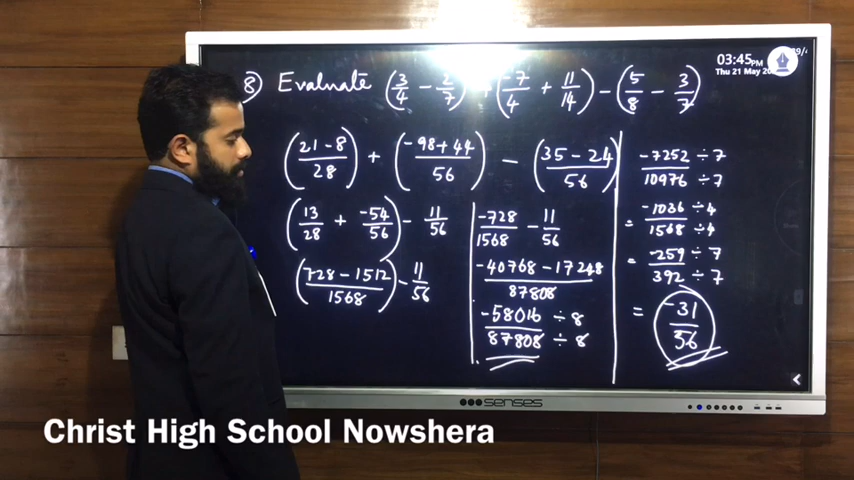 03:45PM
Thu 21 May 20
8) Evaluate (3/4 - 2/7) + (-7/4 + 11/14) - (5/8 - 3/7)
((21-8)/28) + ((-98+44)/56) - ((35-24)/56)
(13/28 + -54/56) - 11/56
((728-1512)/1568) - 11/56
-728/1568 - 11/56
(-40768-17248)/87808
-58016/87808 ÷8/÷8
-7252/10976 ÷7/÷7
= -1036/1568 ÷4/÷4
= -259/392 ÷7/÷7
= -31/56
senses
Christ High School Nowshera